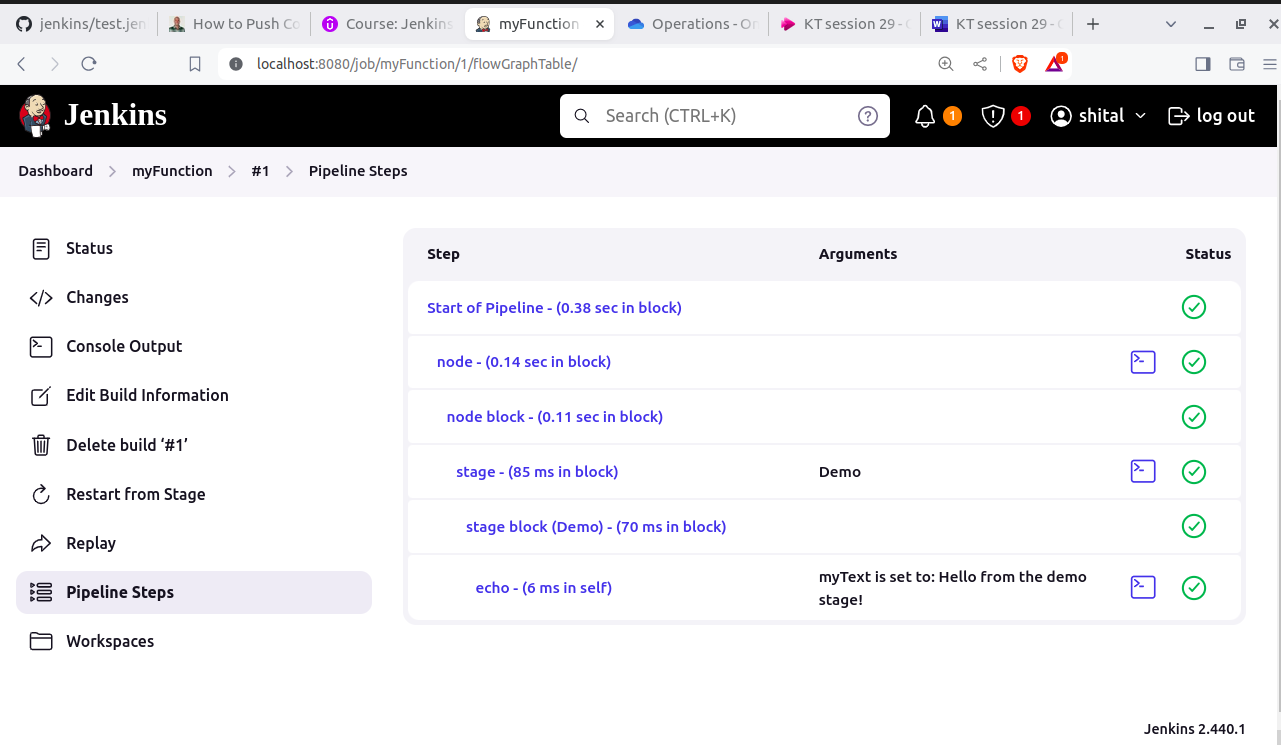 jenkins/test.jen
How to Push Co
Course: Jenkins
myFunction
Operations - On
KT session 29 - C
KT session 29 - C
localhost:8080/job/myFunction/1/flowGraphTable/
1
Jenkins
Search (CTRL+K)
1
1
shital
log out
Dashboard
myFunction
#1
Pipeline Steps
Status
Changes
Console Output
Edit Build Information
Delete build ‘#1’
Restart from Stage
Replay
Pipeline Steps
Workspaces
Step Arguments Status
Start of Pipeline - (0.38 sec in block)
node - (0.14 sec in block)
node block - (0.11 sec in block)
stage - (85 ms in block) Demo
stage block (Demo) - (70 ms in block)
echo - (6 ms in self) myText is set to: Hello from the demo
stage!
Jenkins 2.440.1